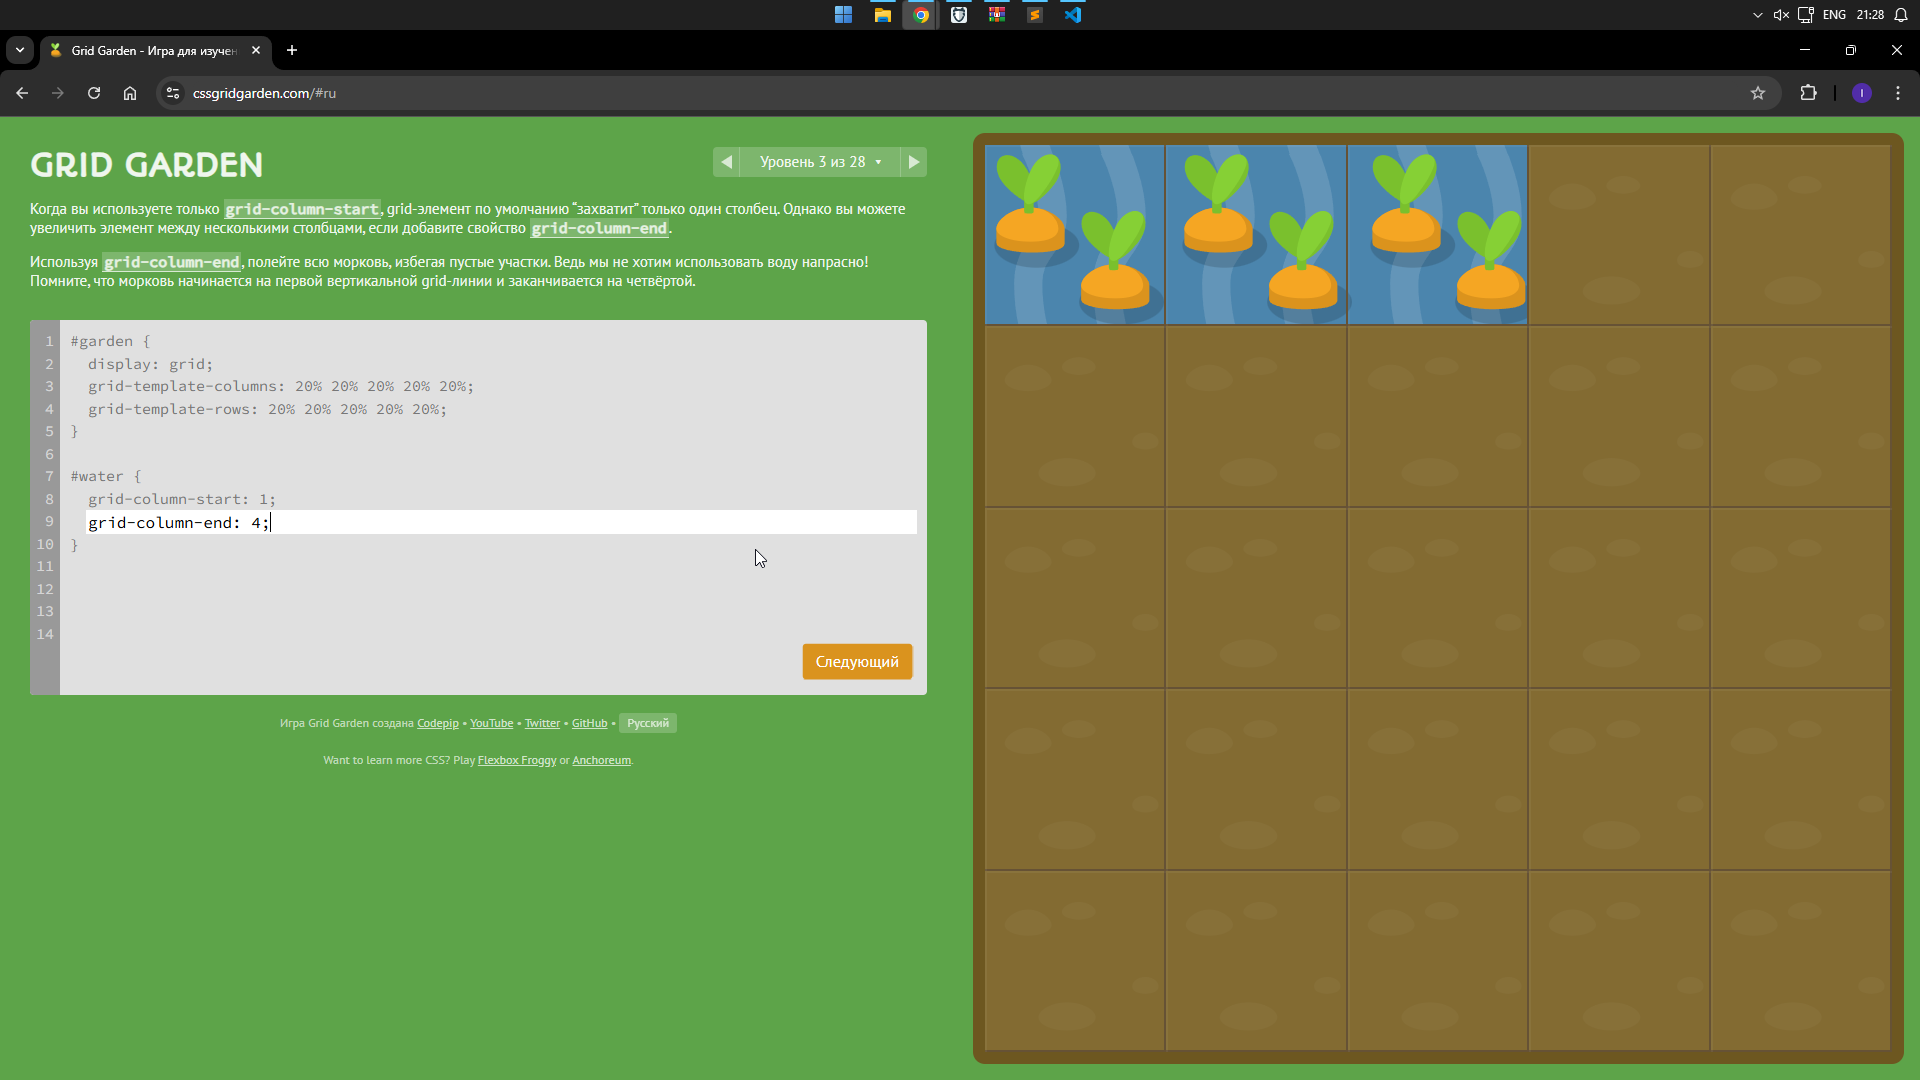 ENG
21:28
Grid Garden - Игра для изучен
cssgridgarden.com/#ru
GRID GARDEN
Уровень 3 из 28
Когда вы используете только grid-column-start, grid-элемент по умолчанию “захватит” только один столбец. Однако вы можете
увеличить элемент между несколькими столбцами, если добавите свойство grid-column-end.
Используя grid-column-end, полейте всю морковь, избегая пустые участки. Ведь мы не хотим использовать воду напрасно!
Помните, что морковь начинается на первой вертикальной grid-линии и заканчивается на четвёртой.
1 #garden {
2 display: grid;
3 grid-template-columns: 20% 20% 20% 20% 20%;
4 grid-template-rows: 20% 20% 20% 20% 20%;
5 }
6
7 #water {
8 grid-column-start: 1;
9 grid-column-end: 4;
10 }
11
12
13
14
Следующий
Игра Grid Garden создана Codepip • YouTube • Twitter • GitHub • Русский
Want to learn more CSS? Play Flexbox Froggy or Anchoreum.